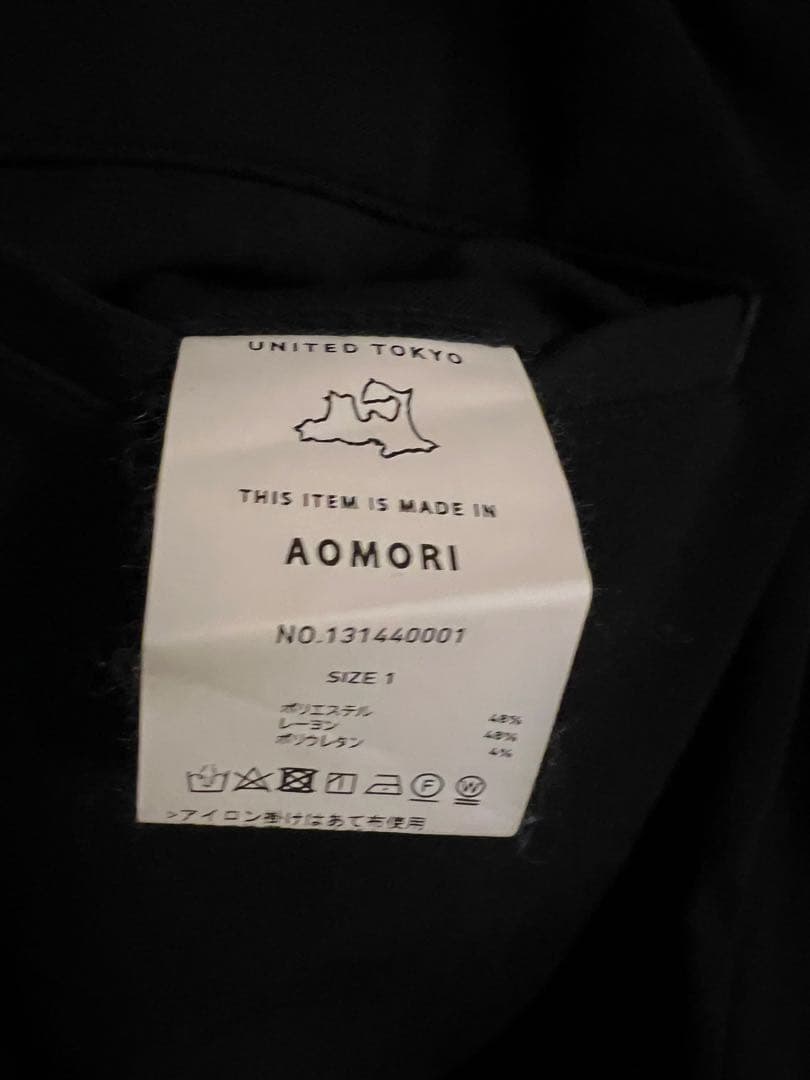 UNITED TOKYO
THIS ITEM IS MADE IN
AOMORI
NO.131440001
SIZE 1
ポリエステル 48%
レーヨン 48%
ポリウレタン 4%
F W
>アイロン掛けはあて布使用